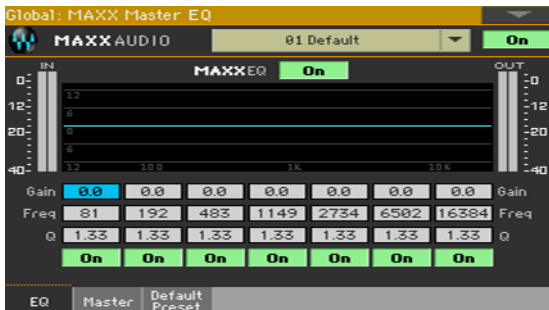 Global: MAXX Master EQ
MAXXAUDIO 01 Default On
IN MAXXEQ On OUT
0 12 0
12 6 12
20 0 20
6
40 12 100 1K 10K 40
Gain 0.0 0.0 0.0 0.0 0.0 0.0 0.0 Gain
Freq 81 192 483 1149 2734 6502 16384 Freq
Q 1.33 1.33 1.33 1.33 1.33 1.33 1.33 Q
On On On On On On On
EQ Master Default Preset